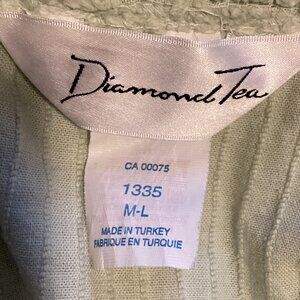 Diamond Tea
CA 00075
1335
M-L
MADE IN TURKEY
FABRIQUE EN TURQUIE